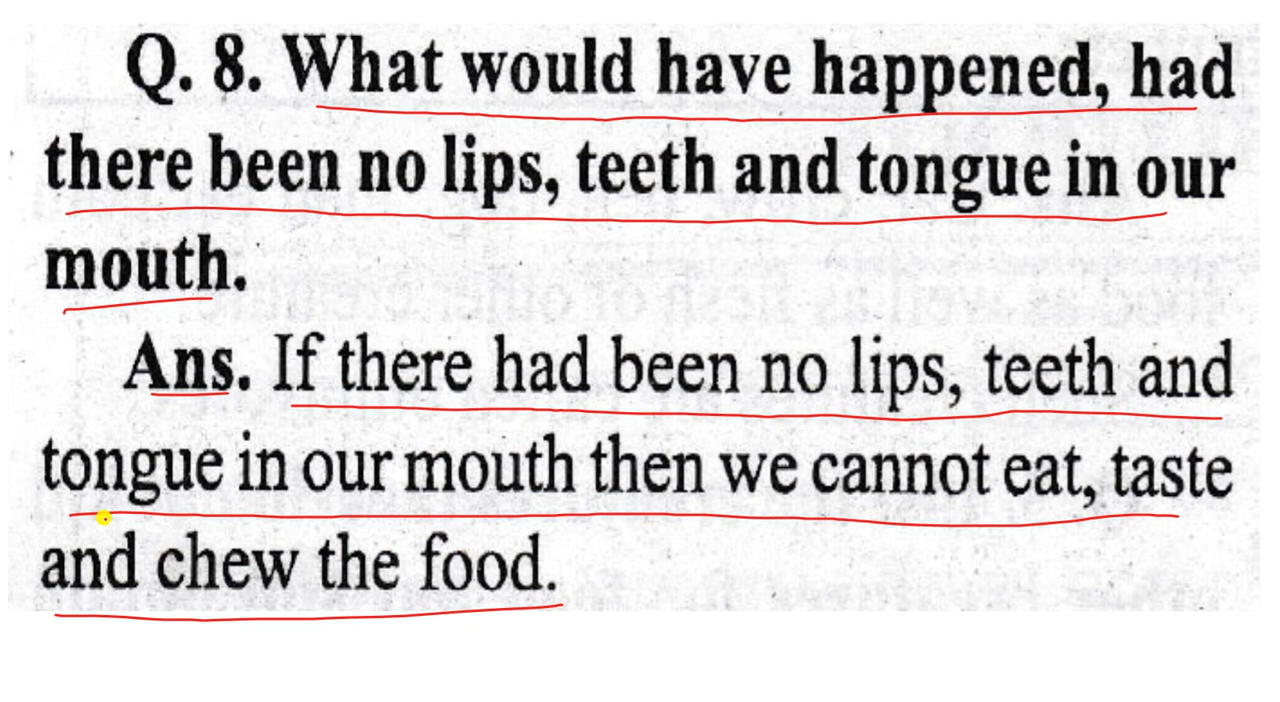 Q. 8. What would have happened, had
there been no lips, teeth and tongue in our
mouth.
Ans. If there had been no lips, teeth and
tongue in our mouth then we cannot eat, taste
and chew the food.